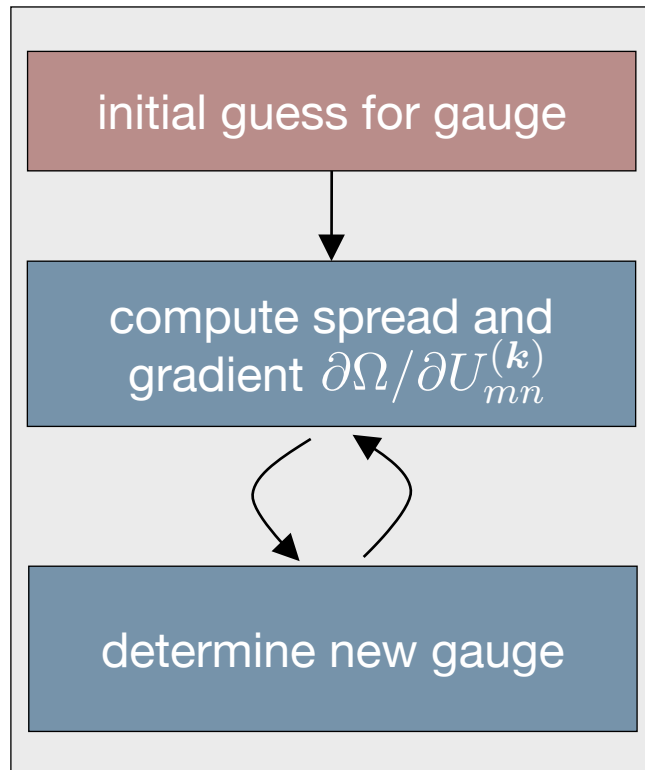 initial guess for gauge
compute spread and
gradient ∂Ω/∂U_{mn}^{(𝒌)}
determine new gauge